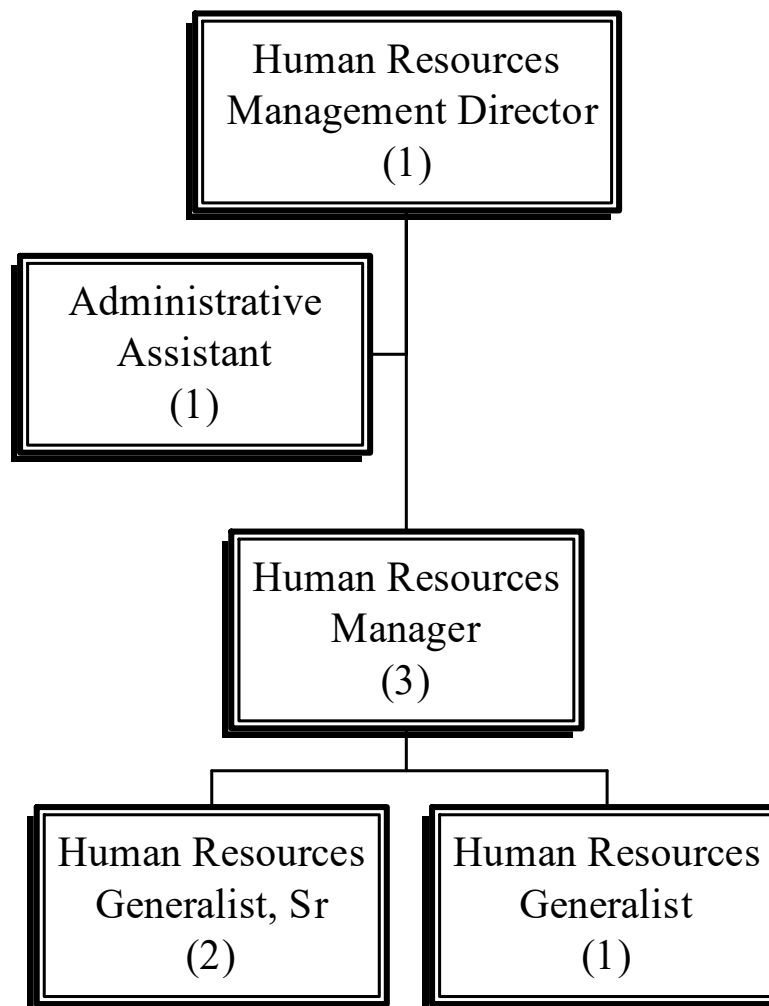 Human Resources
Management Director
(1)
Administrative
Assistant
(1)
Human Resources
Manager
(3)
Human Resources
Generalist, Sr
(2)
Human Resources
Generalist
(1)